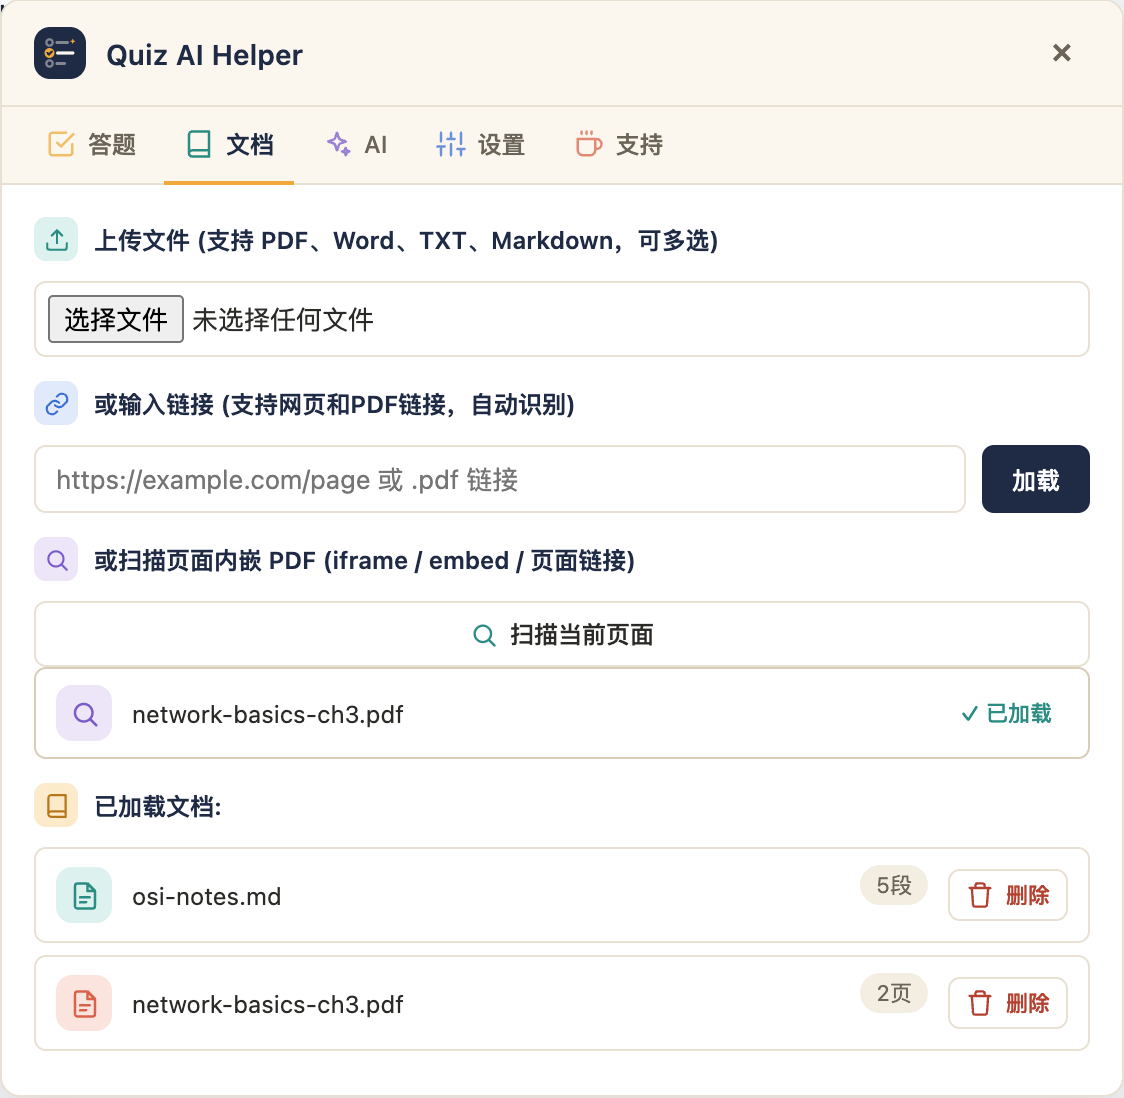 Quiz AI Helper
答题 文档 AI 设置 支持
上传文件 (支持 PDF、Word、TXT、Markdown，可多选)
选择文件 未选择任何文件
或输入链接 (支持网页和PDF链接，自动识别)
https://example.com/page 或 .pdf 链接 加载
或扫描页面内嵌 PDF (iframe / embed / 页面链接)
扫描当前页面
network-basics-ch3.pdf ✓ 已加载
已加载文档:
osi-notes.md 5段 删除
network-basics-ch3.pdf 2页 删除